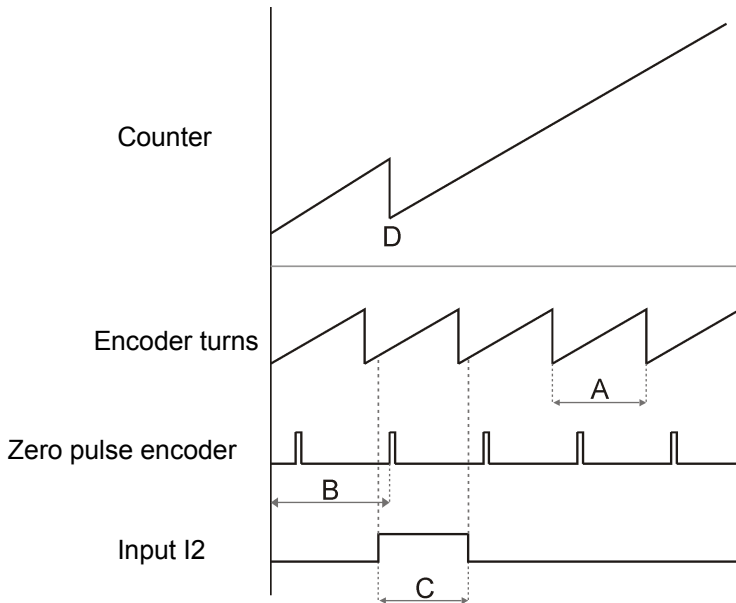 Counter
D
Encoder turns
A
Zero pulse encoder
B
Input I2
C